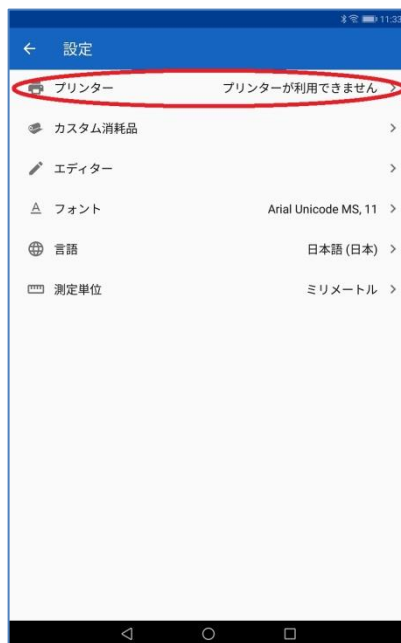 11:33
設定
プリンター プリンターが利用できません
カスタム消耗品
エディター
フォント Arial Unicode MS, 11
言語 日本語 (日本)
測定単位 ミリメートル